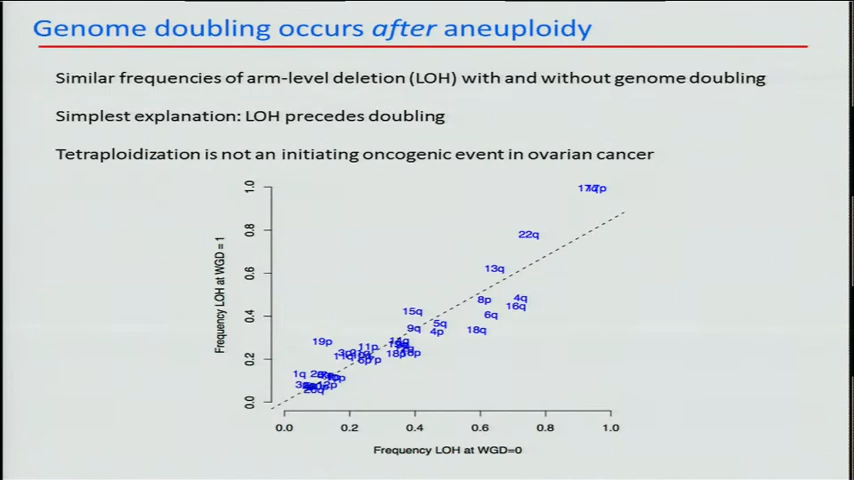 Genome doubling occurs after aneuploidy
Similar frequencies of arm-level deletion (LOH) with and without genome doubling
Simplest explanation: LOH precedes doubling
Tetraploidization is not an initiating oncogenic event in ovarian cancer
1.0
17p
22q
0.8
Frequency LOH at WGD = 1
13q
0.6
8p
4q
16q
15q
6q
0.4
9q
5q
4p
18q
19p
11p
0.2
1q
0.0
0.0 0.2 0.4 0.6 0.8 1.0
Frequency LOH at WGD=0